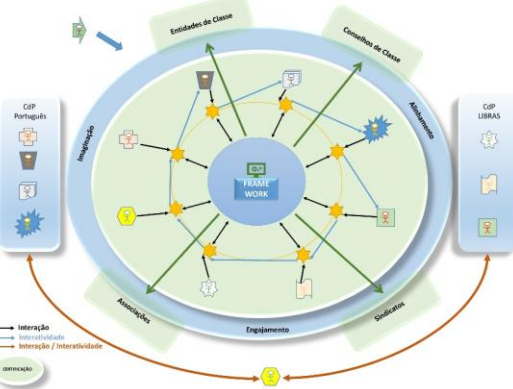 Entidades de Classe
Conselhos de Classe
CdP
Português
CdP
LIBRAS
Imaginação
Alinhamento
FRAME
WORK
Associações
Engajamento
Sindicatos
Interação
Interatividade
Interação / Interatividade
CERTIFICAÇÃO